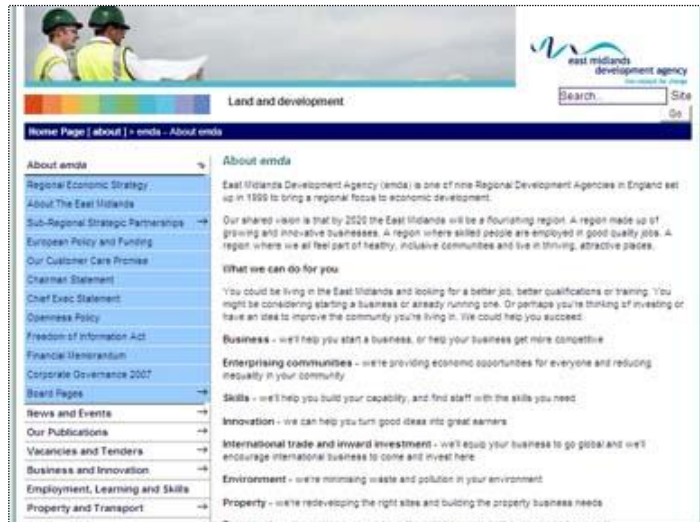 east midlands
development agency
Land and development
Search...
Site
Go
Home Page [ about ] > emda - About emda
About emda
Regional Economic Strategy
About The East Midlands
Sub-Regional Strategic Partnerships
European Policy and Funding
Our Customer Care Promise
Chairman Statement
Chief Exec Statement
Openness Policy
Freedom of Information Act
Financial Memorandum
Corporate Governance 2007
Board Pages
News and Events
Our Publications
Vacancies and Tenders
Business and Innovation
Employment, Learning and Skills
Property and Transport
About emda
East Midlands Development Agency (emda) is one of nine Regional Development Agencies in England set
up in 1999 to bring a regional focus to economic development.
Our shared vision is that by 2020 the East Midlands will be a flourishing region. A region made up of
growing and innovative businesses. A region where skilled people are employed in good quality jobs. A
region where we all feel part of healthy, inclusive communities and live in thriving, attractive places.
What we can do for you
You could be living in the East Midlands and looking for a better job, better qualifications or training. You
might be considering starting a business or already running one. Or perhaps you're thinking of investing or
have an idea to improve the community you're living in. We could help you succeed.
Business - we'll help you start a business, or help your business get more competitive
Enterprising communities - we're providing economic opportunities for everyone and reducing
inequality in your community
Skills - we'll help you build your capability, and find staff with the skills you need
Innovation - we can help you turn good ideas into great earners
International trade and inward investment - we'll equip your business to go global and we'll
encourage international business to come and invest here
Environment - we're minimising waste and pollution in your environment
Property - we're redeveloping the right sites and building the property business needs